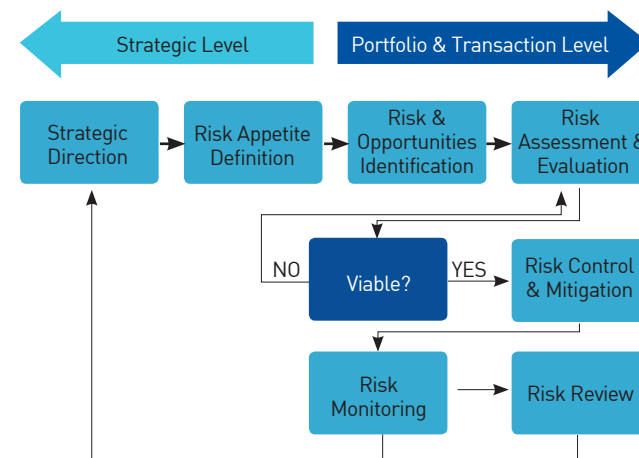 Strategic Level
Portfolio & Transaction Level
Strategic
Direction
Risk Appetite
Definition
Risk &
Opportunities
Identification
Risk
Assessment &
Evaluation
NO
Viable?
YES
Risk Control
& Mitigation
Risk
Monitoring
Risk Review